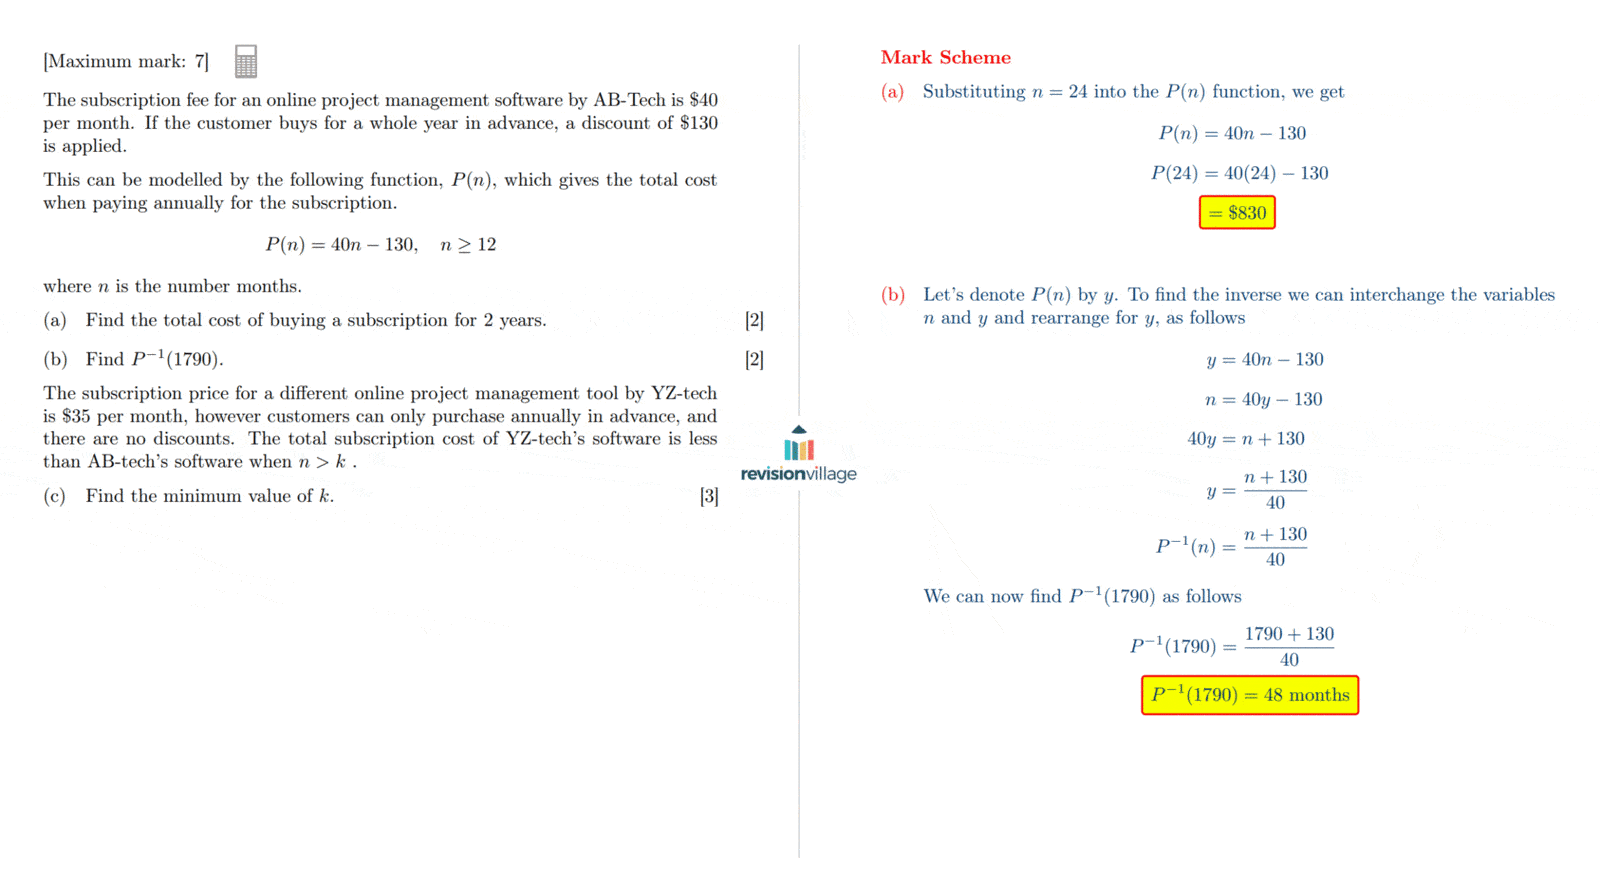 [Maximum mark: 7]
The subscription fee for an online project management software by AB-Tech is $40
per month. If the customer buys for a whole year in advance, a discount of $130
is applied.
This can be modelled by the following function, P(n), which gives the total cost
when paying annually for the subscription.
P(n) = 40n − 130, n ≥ 12
where n is the number months.
(a) Find the total cost of buying a subscription for 2 years. [2]
(b) Find P⁻¹(1790). [2]
The subscription price for a different online project management tool by YZ-tech
is $35 per month, however customers can only purchase annually in advance, and
there are no discounts. The total subscription cost of YZ-tech's software is less
than AB-tech's software when n > k .
(c) Find the minimum value of k. [3]
revisionvillage
Mark Scheme
(a) Substituting n = 24 into the P(n) function, we get
P(n) = 40n − 130
P(24) = 40(24) − 130
= $830
(b) Let's denote P(n) by y. To find the inverse we can interchange the variables
n and y and rearrange for y, as follows
y = 40n − 130
n = 40y − 130
40y = n + 130
y = (n + 130)/40
P⁻¹(n) = (n + 130)/40
We can now find P⁻¹(1790) as follows
P⁻¹(1790) = (1790 + 130)/40
P⁻¹(1790) = 48 months